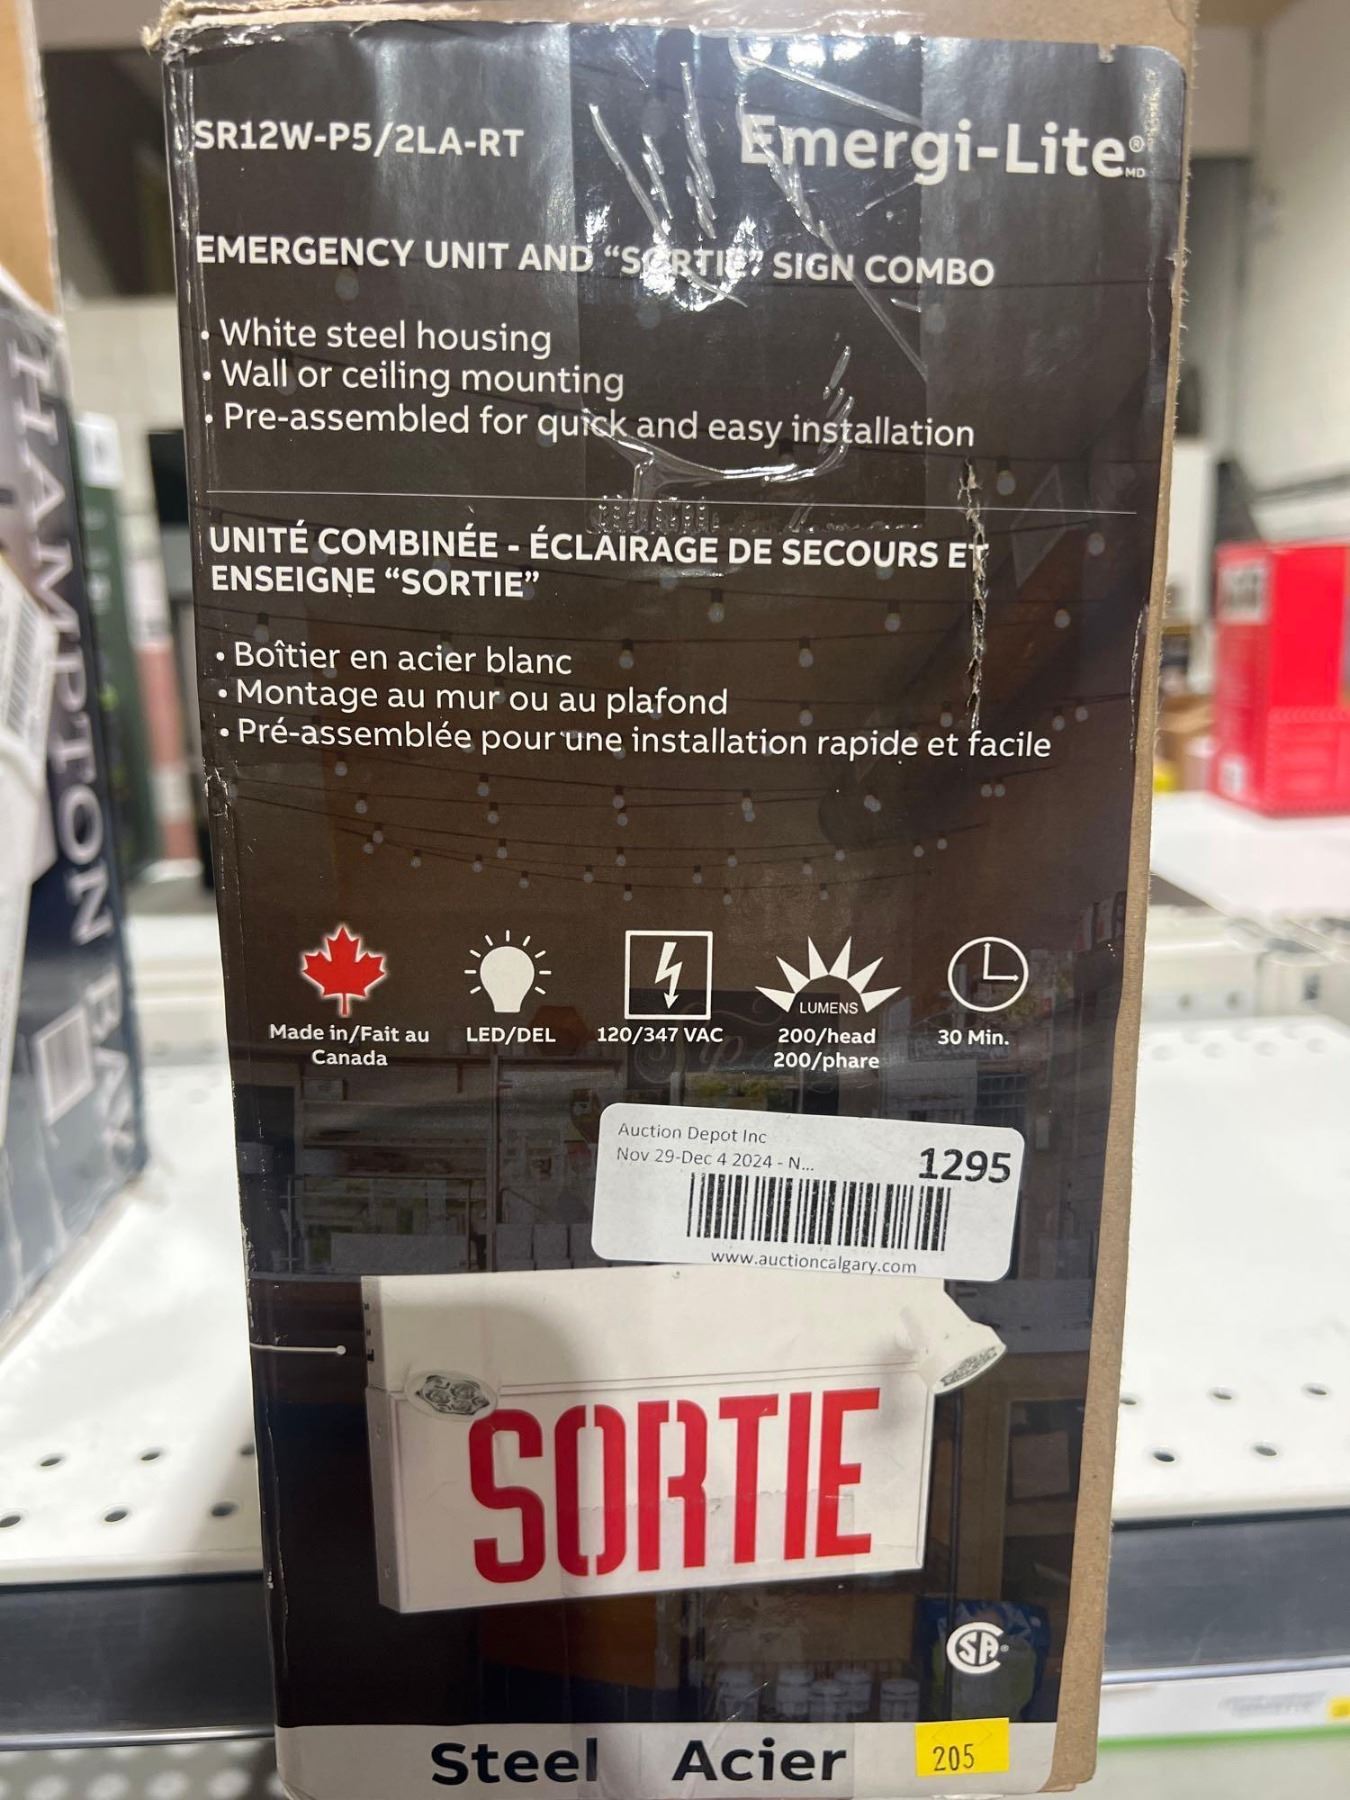 SR12W-P5/2LA-RT
Emergi-Lite® MD
EMERGENCY UNIT AND “SORTIE” SIGN COMBO
• White steel housing
• Wall or ceiling mounting
• Pre-assembled for quick and easy installation
UNITÉ COMBINÉE - ÉCLAIRAGE DE SECOURS ET
ENSEIGNE “SORTIE”
• Boîtier en acier blanc
• Montage au mur ou au plafond
• Pré-assemblée pour une installation rapide et facile
Made in/Fait au
Canada
LED/DEL
120/347 VAC
LUMENS
200/head
200/phare
30 Min.
Auction Depot Inc
Nov 29-Dec 4 2024 - N...
1295
www.auctioncalgary.com
SORTIE
SA
Steel Acier
205
HAMPTON BAY